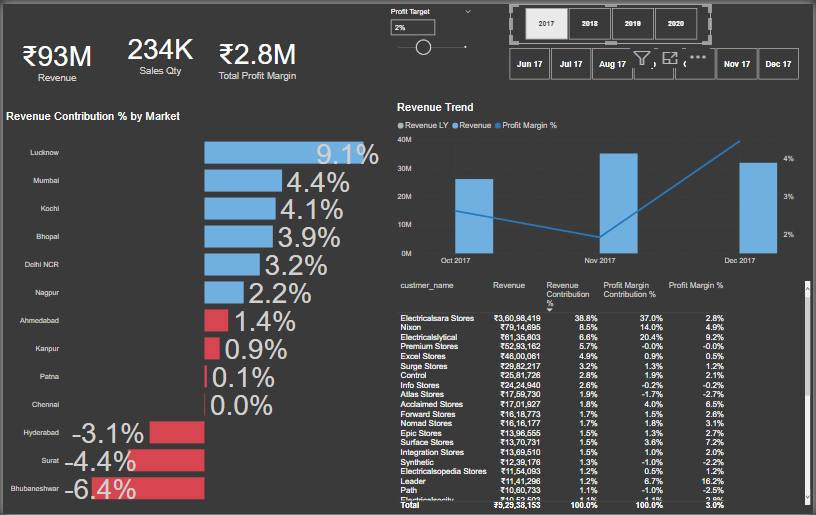 Profit Target
2%
2017 2018 2019 2020
₹93M
Revenue
234K
Sales Qty
₹2.8M
Total Profit Margin
Jun 17 Jul 17 Aug 17 Nov 17 Dec 17
Revenue Contribution % by Market
Lucknow 9.1%
Mumbai 4.4%
Kochi 4.1%
Bhopal 3.9%
Delhi NCR 3.2%
Nagpur 2.2%
Ahmedabad 1.4%
Kanpur 0.9%
Patna 0.1%
Chennai 0.0%
Hyderabad -3.1%
Surat -4.4%
Bhubaneshwar -6.4%
Revenue Trend
Revenue LY Revenue Profit Margin %
40M
30M
20M
10M
0M
4%
3%
2%
Oct 2017 Nov 2017 Dec 2017
custmer_name Revenue Revenue Contribution % Profit Margin Contribution % Profit Margin %
Electricalsara Stores ₹3,60,98,419 38.8% 37.0% 2.8%
Nixon ₹79,14,695 8.5% 14.0% 4.9%
Electricalslytical ₹61,35,803 6.6% 20.4% 9.2%
Premium Stores ₹52,93,162 5.7% -0.0% -0.0%
Excel Stores ₹46,00,061 4.9% 0.9% 0.5%
Surge Stores ₹29,82,217 3.2% 1.3% 1.2%
Control ₹25,81,726 2.8% 1.9% 2.1%
Info Stores ₹24,24,940 2.6% -0.2% -0.2%
Atlas Stores ₹17,59,730 1.9% -1.7% -2.7%
Acclaimed Stores ₹17,01,927 1.8% 4.0% 6.5%
Forward Stores ₹16,18,773 1.7% 1.5% 2.6%
Nomad Stores ₹16,16,177 1.7% 1.8% 3.1%
Epic Stores ₹13,96,555 1.5% 1.3% 2.7%
Surface Stores ₹13,70,731 1.5% 3.6% 7.2%
Integration Stores ₹13,69,510 1.5% 1.0% 2.0%
Synthetic ₹12,39,176 1.3% -1.0% -2.2%
Electricalsopedia Stores ₹11,54,093 1.2% 0.5% 1.2%
Leader ₹11,41,296 1.2% 6.7% 16.2%
Path ₹10,60,733 1.1% -1.0% -2.5%
Total ₹9,29,38,153 100.0% 100.0% 3.0%